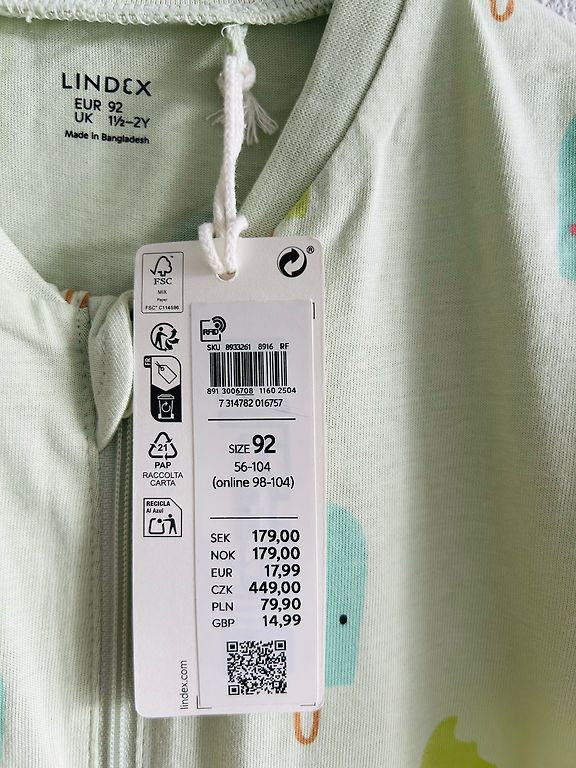 LINDEX
EUR 92
UK 1½–2Y
Made in Bangladesh
®
FSC
MIX
Paper
FSC® C114586
RFID
SKU 8933261 8916 RF
891 3006708 1160 2504
7 314782 016757
FR
21
PAP
RACCOLTA
CARTA
RECICLA
Al Azul
SIZE 92
56-104
(online 98-104)
SEK 179,00
NOK 179,00
EUR 17,99
CZK 449,00
PLN 79,90
GBP 14,99
lindex.com